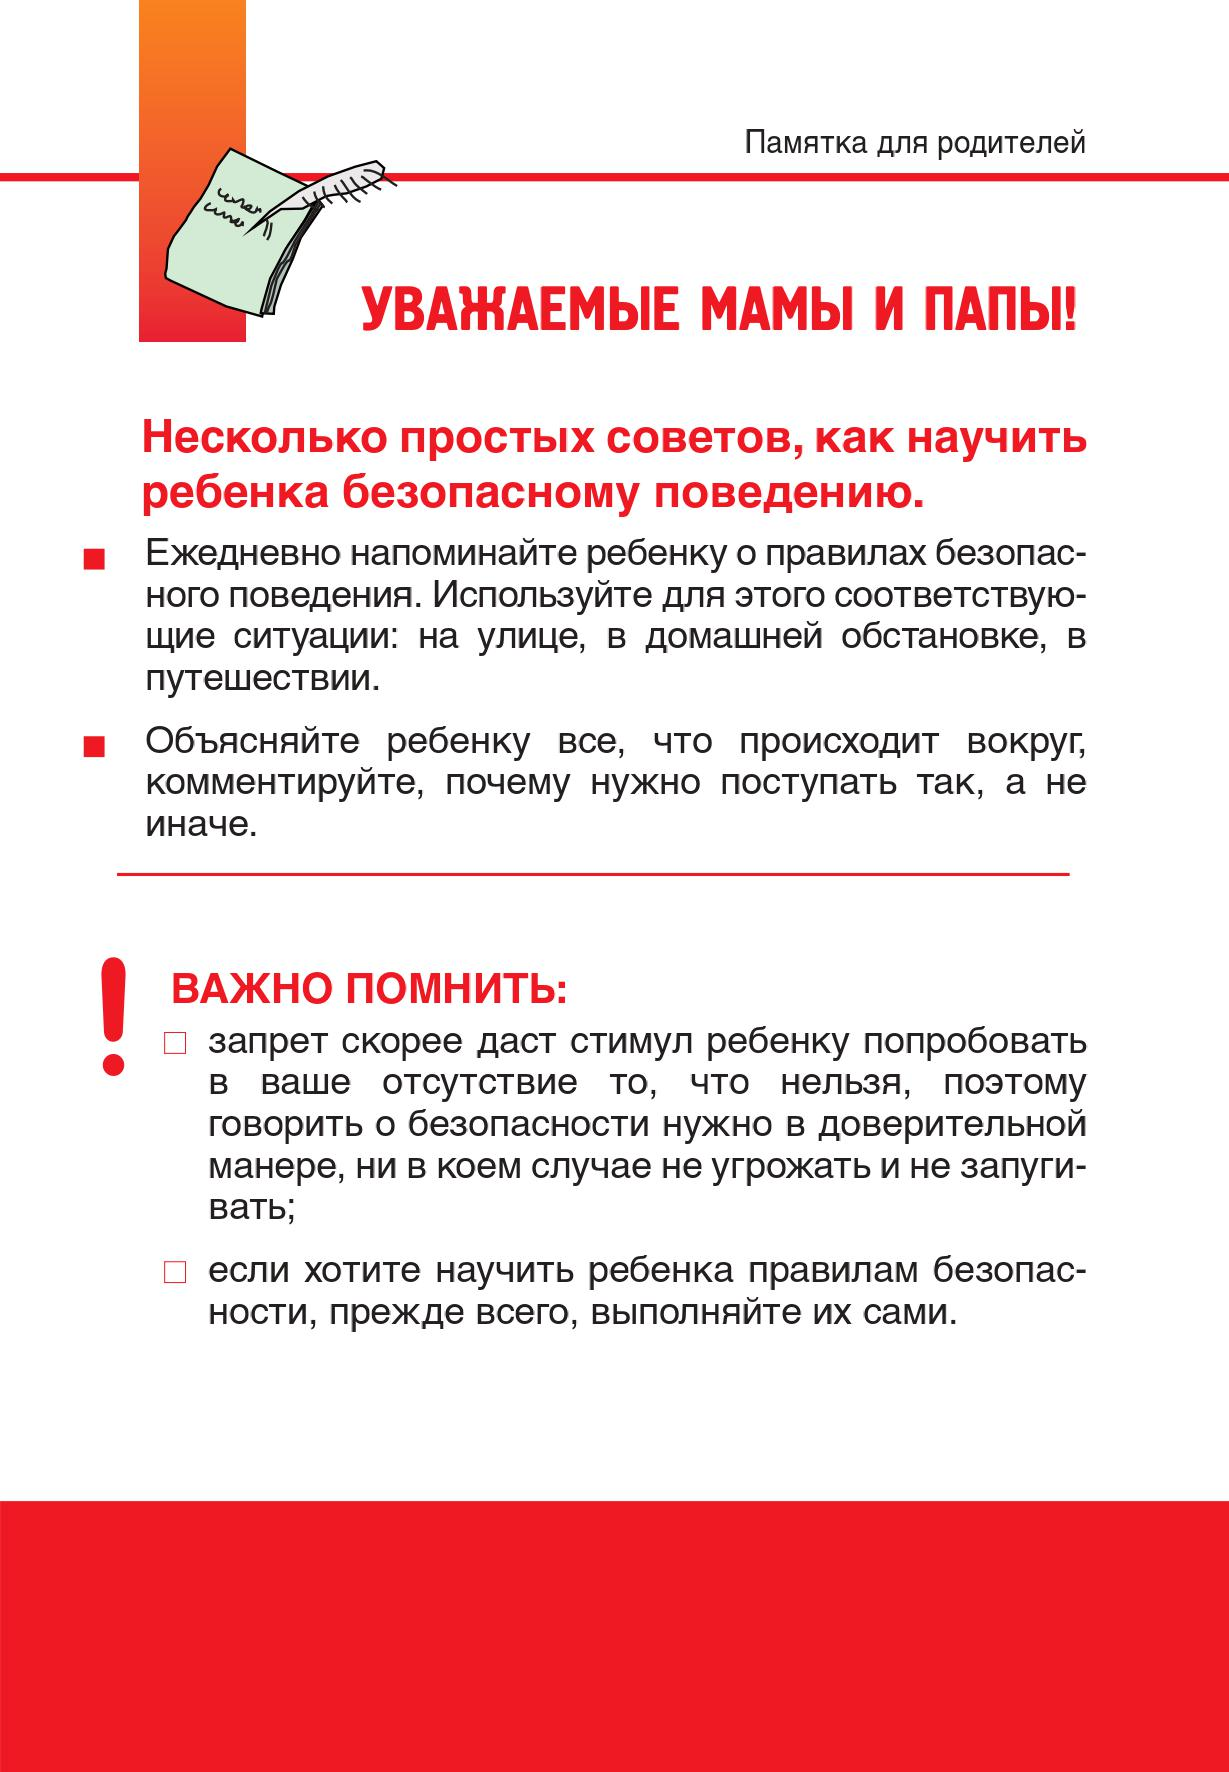 Памятка для родителей
УВАЖАЕМЫЕ МАМЫ И ПАПЫ!
Несколько простых советов, как научить
ребенка безопасному поведению.
Ежедневно напоминайте ребенку о правилах безопас-
ного поведения. Используйте для этого соответствую-
щие ситуации: на улице, в домашней обстановке, в
путешествии.
Объясняйте ребенку все, что происходит вокруг,
комментируйте, почему нужно поступать так, а не
иначе.
! ВАЖНО ПОМНИТЬ:
запрет скорее даст стимул ребенку попробовать
в ваше отсутствие то, что нельзя, поэтому
говорить о безопасности нужно в доверительной
манере, ни в коем случае не угрожать и не запуги-
вать;
если хотите научить ребенка правилам безопас-
ности, прежде всего, выполняйте их сами.